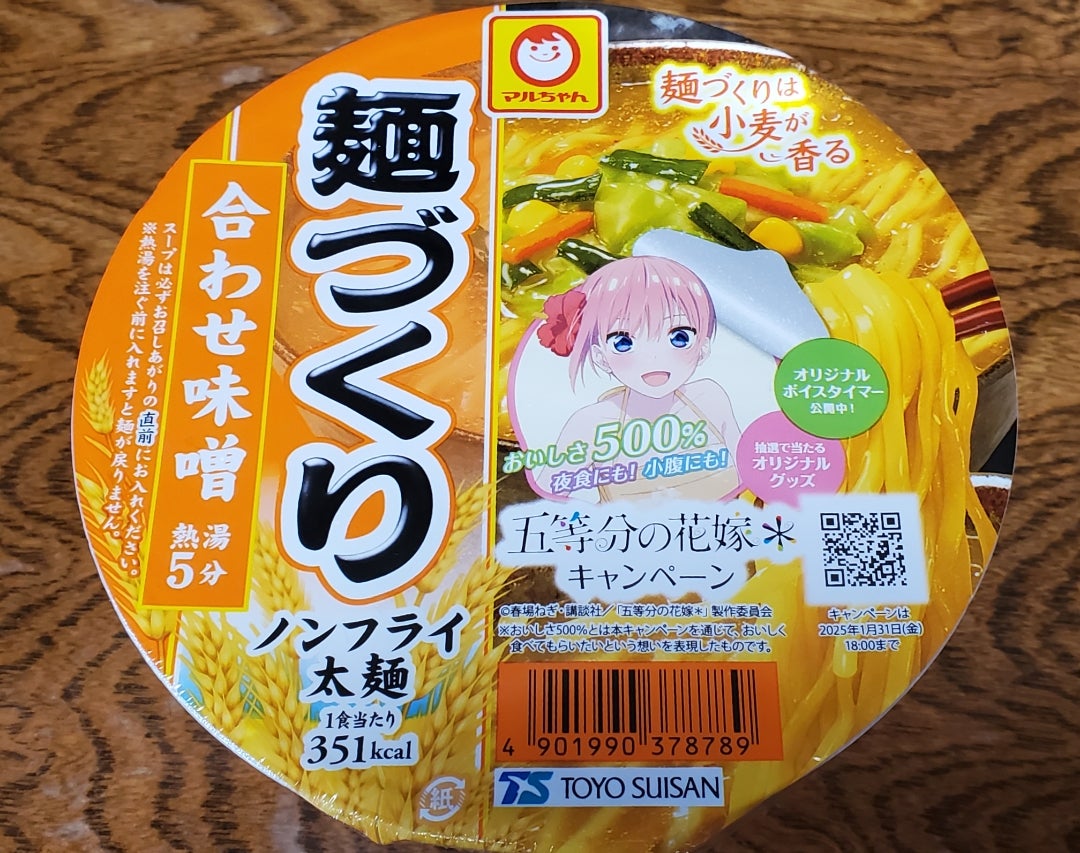 マルちゃん
麺づくりは
小麦が
香る
麺づくり
合わせ味噌
熱湯
5分
スープは必ずお召しあがりの直前にお入れください。
※熱湯を注ぐ前に入れますと麺が戻りません。
ノンフライ
太麺
1食当たり
351kcal
紙
オリジナル
ボイスタイマー
公開中!
抽選で当たる
オリジナル
グッズ
おいしさ500%
夜食にも!小腹にも!
五等分の花嫁*
キャンペーン
©春場ねぎ・講談社/「五等分の花嫁*」製作委員会
※おいしさ500%とは本キャンペーンを通じて、おいしく
食べてもらいたいという想いを表現したものです。
キャンペーンは
2025年1月31日(金)
18:00まで
4 901990 378789
TS TOYO SUISAN